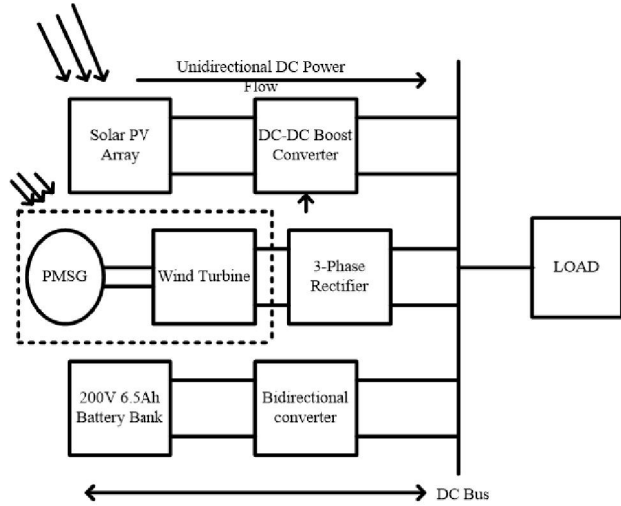 Unidirectional DC Power
Flow
Solar PV
Array
DC-DC Boost
Converter
PMSG
Wind Turbine
3-Phase
Rectifier
LOAD
200V 6.5Ah
Battery Bank
Bidirectional
converter
DC Bus